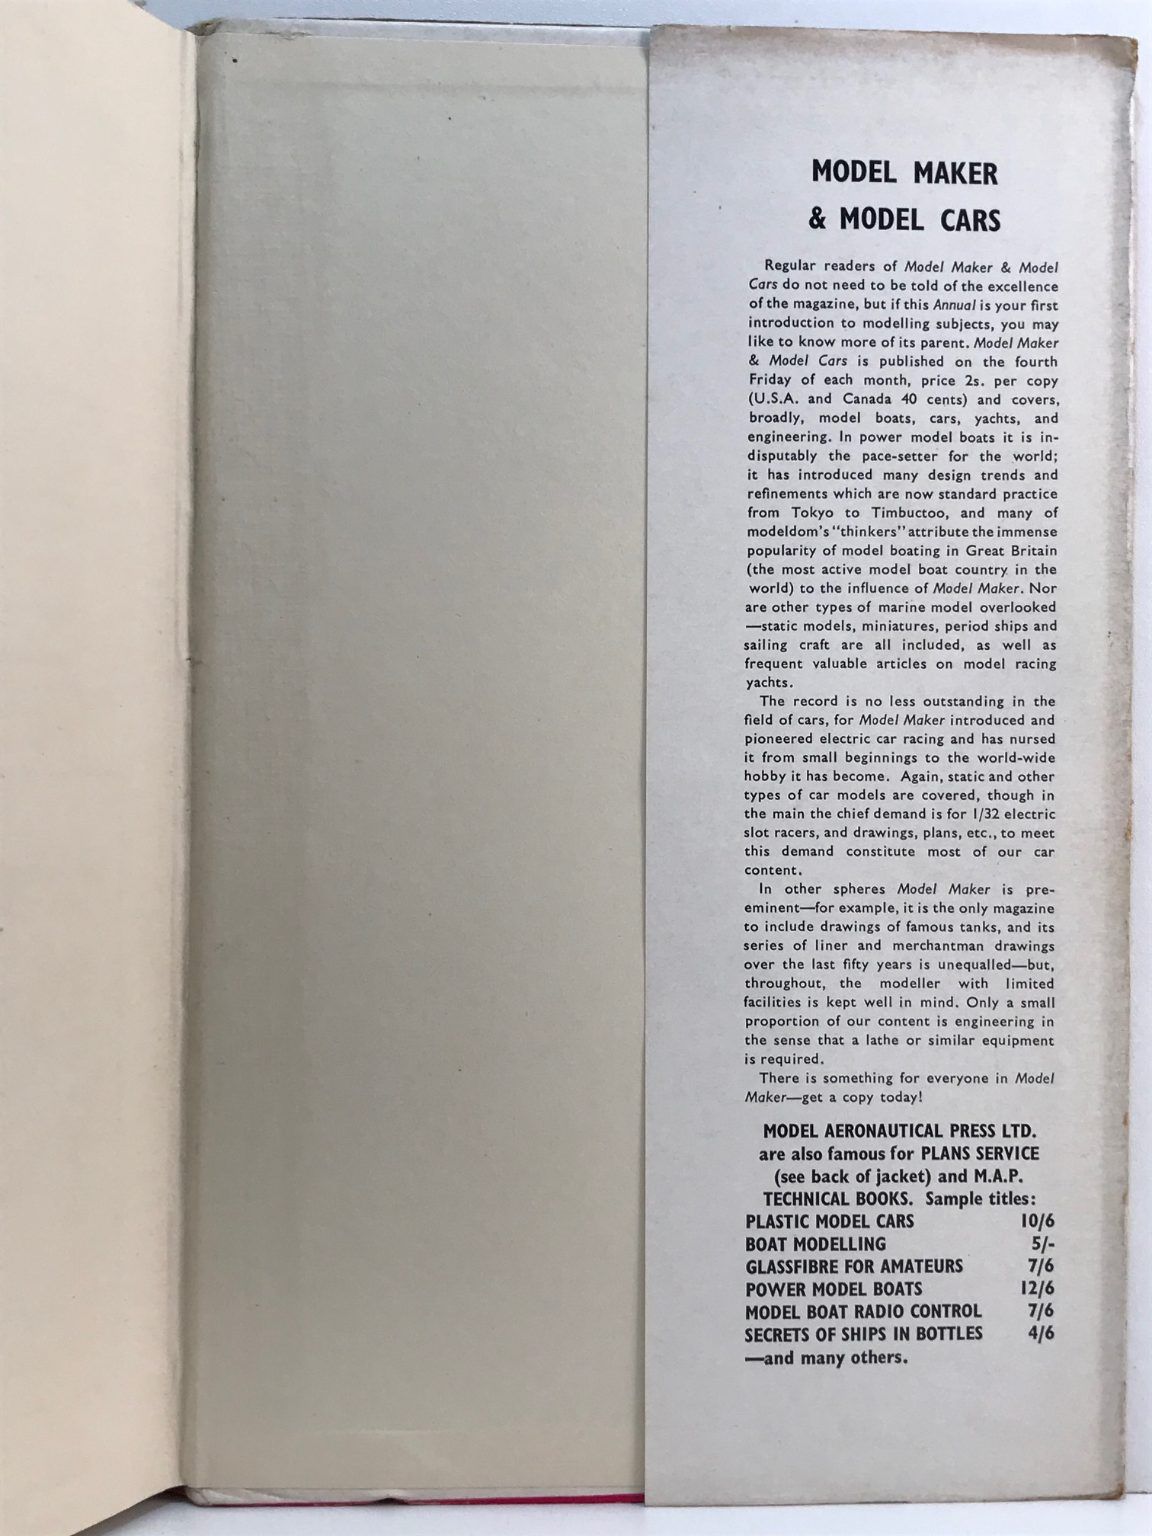 MODEL MAKER
& MODEL CARS
Regular readers of Model Maker & Model
Cars do not need to be told of the excellence
of the magazine, but if this Annual is your first
introduction to modelling subjects, you may
like to know more of its parent. Model Maker
& Model Cars is published on the fourth
Friday of each month, price 2s. per copy
(U.S.A. and Canada 40 cents) and covers,
broadly, model boats, cars, yachts, and
engineering. In power model boats it is in-
disputably the pace-setter for the world;
it has introduced many design trends and
refinements which are now standard practice
from Tokyo to Timbuctoo, and many of
modeldom's "thinkers" attribute the immense
popularity of model boating in Great Britain
(the most active model boat country in the
world) to the influence of Model Maker. Nor
are other types of marine model overlooked
—static models, miniatures, period ships and
sailing craft are all included, as well as
frequent valuable articles on model racing
yachts.
The record is no less outstanding in the
field of cars, for Model Maker introduced and
pioneered electric car racing and has nursed
it from small beginnings to the world-wide
hobby it has become. Again, static and other
types of car models are covered, though in
the main the chief demand is for 1/32 electric
slot racers, and drawings, plans, etc., to meet
this demand constitute most of our car
content.
In other spheres Model Maker is pre-
eminent—for example, it is the only magazine
to include drawings of famous tanks, and its
series of liner and merchantman drawings
over the last fifty years is unequalled—but,
throughout, the modeller with limited
facilities is kept well in mind. Only a small
proportion of our content is engineering in
the sense that a lathe or similar equipment
is required.
There is something for everyone in Model
Maker—get a copy today!
MODEL AERONAUTICAL PRESS LTD.
are also famous for PLANS SERVICE
(see back of jacket) and M.A.P.
TECHNICAL BOOKS. Sample titles:
PLASTIC MODEL CARS 10/6
BOAT MODELLING 5/-
GLASSFIBRE FOR AMATEURS 7/6
POWER MODEL BOATS 12/6
MODEL BOAT RADIO CONTROL 7/6
SECRETS OF SHIPS IN BOTTLES 4/6
—and many others.